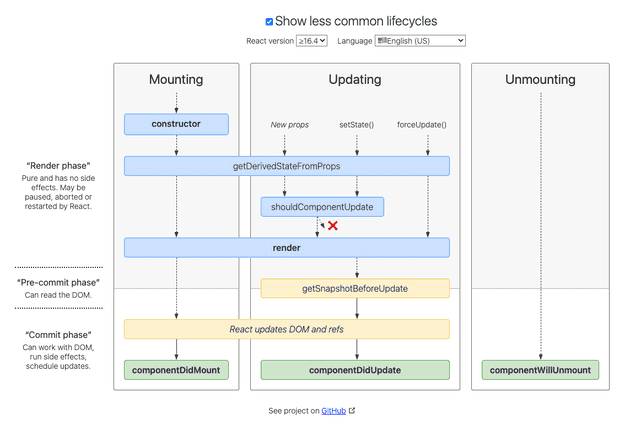 Show less common lifecycles
React version ≥16.4 Language English (US)
Mounting
Updating
Unmounting
constructor
New props
setState()
forceUpdate()
“Render phase”
Pure and has no side
effects. May be
paused, aborted or
restarted by React.
getDerivedStateFromProps
shouldComponentUpdate
render
“Pre-commit phase”
Can read the DOM.
getSnapshotBeforeUpdate
“Commit phase”
Can work with DOM,
run side effects,
schedule updates.
React updates DOM and refs
componentDidMount
componentDidUpdate
componentWillUnmount
See project on GitHub